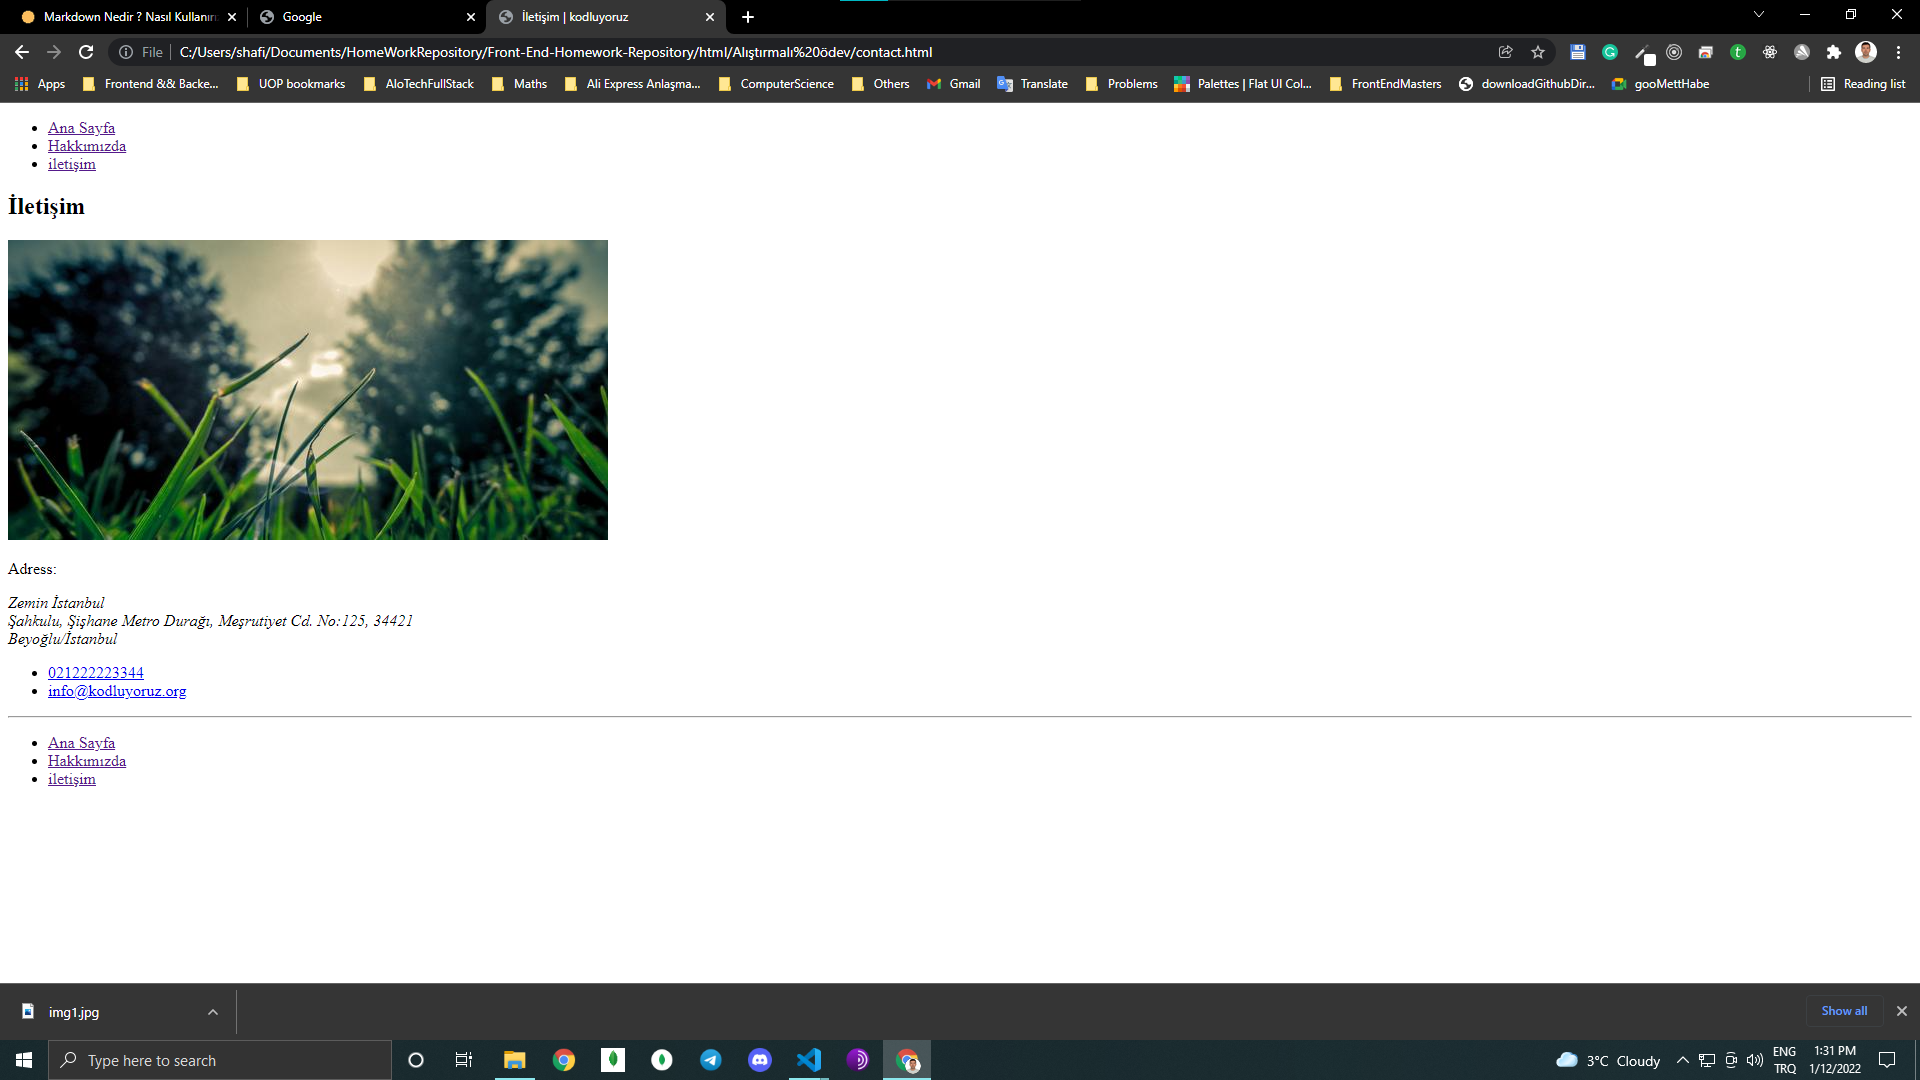 Markdown Nedir ? Nasıl Kullanırı
Google
İletişim | kodluyoruz
File
C:/Users/shafi/Documents/HomeWorkRepository/Front-End-Homework-Repository/html/Alıştırmalı%20ödev/contact.html
Apps
Frontend && Backe...
UOP bookmarks
AloTechFullStack
Maths
Ali Express Anlaşma...
ComputerScience
Others
Gmail
Translate
Problems
Palettes | Flat UI Col...
FrontEndMasters
downloadGithubDir...
gooMettHabe
Reading list
Ana Sayfa
Hakkımızda
iletişim
İletişim
Adress:
Zemin İstanbul
Şahkulu, Şişhane Metro Durağı, Meşrutiyet Cd. No:125, 34421
Beyoğlu/İstanbul
021222223344
info@kodluyoruz.org
Ana Sayfa
Hakkımızda
iletişim
img1.jpg
Show all
Type here to search
3°C Cloudy
ENG
TRQ
1:31 PM
1/12/2022